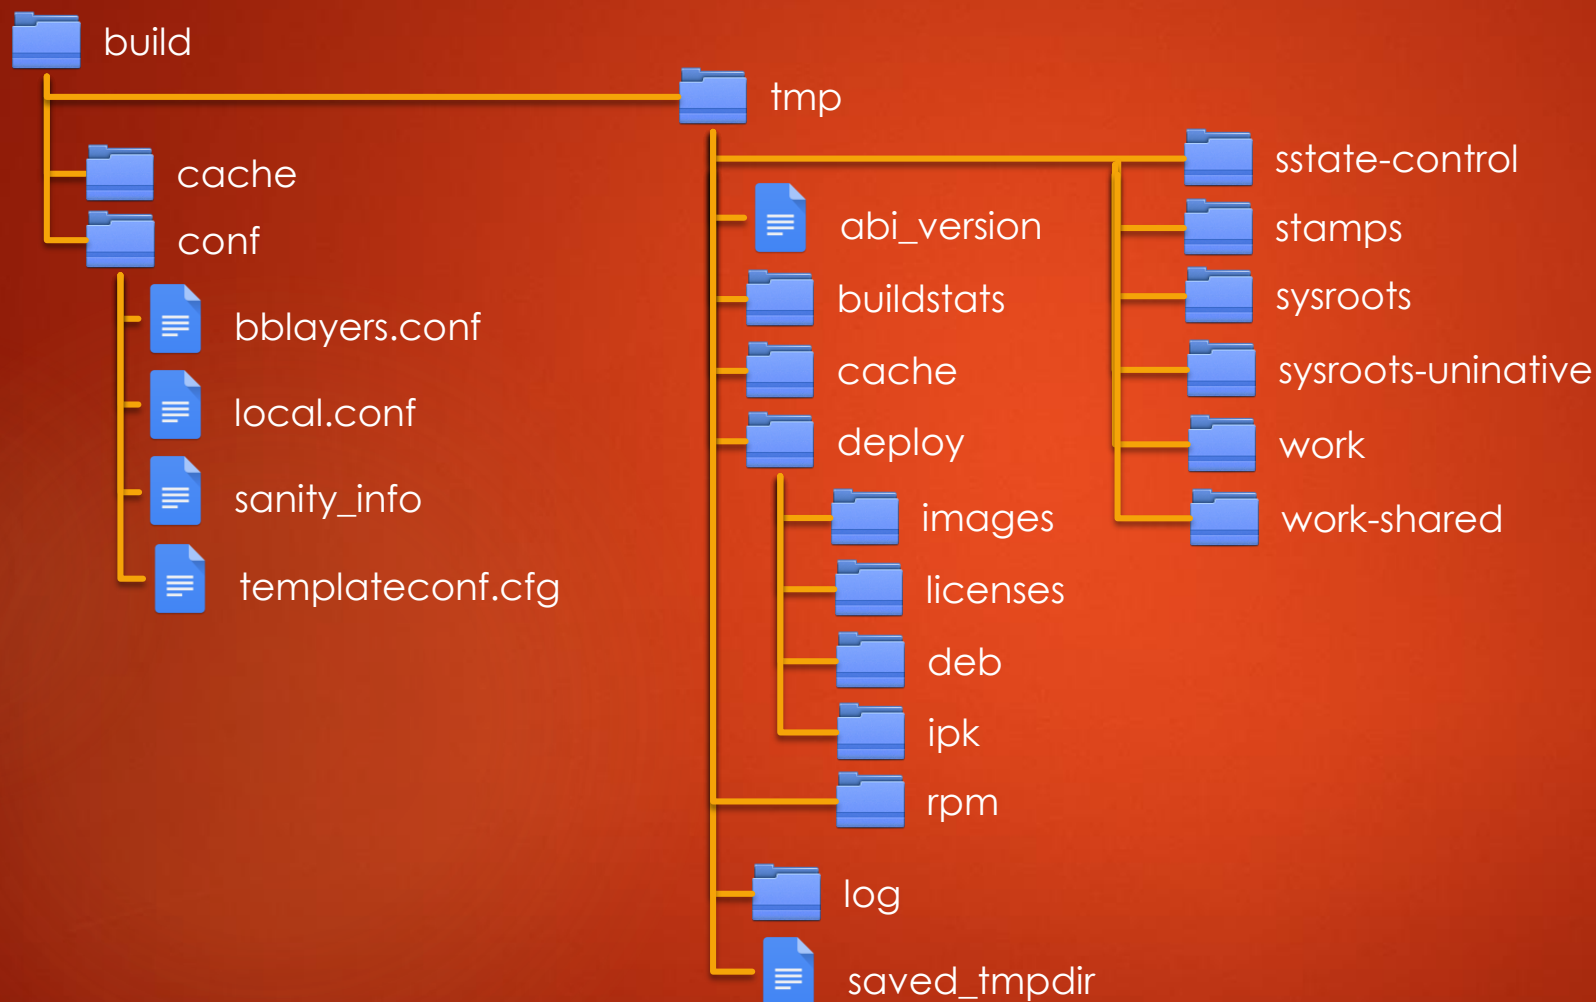 build
cache
conf
bblayers.conf
local.conf
sanity_info
templateconf.cfg
tmp
abi_version
buildstats
cache
deploy
images
licenses
deb
ipk
rpm
log
saved_tmpdir
sstate-control
stamps
sysroots
sysroots-uninative
work
work-shared